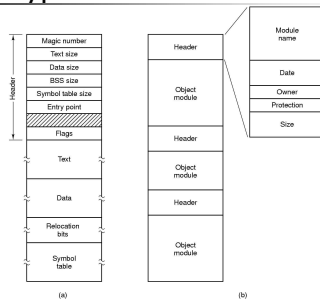 Header
Magic number
Text size
Data size
BSS size
Symbol table size
Entry point
Flags
Text
Data
Relocation
bits
Symbol
table
(a)
Header
Object
module
Header
Object
module
Header
Object
module
(b)
Module
name
Date
Owner
Protection
Size